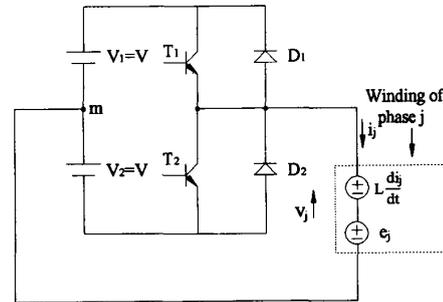 V₁=V
T₁
D₁
m
Winding of
phase j
iⱼ
V₂=V
T₂
D₂
vⱼ
L diⱼ/dt
eⱼ